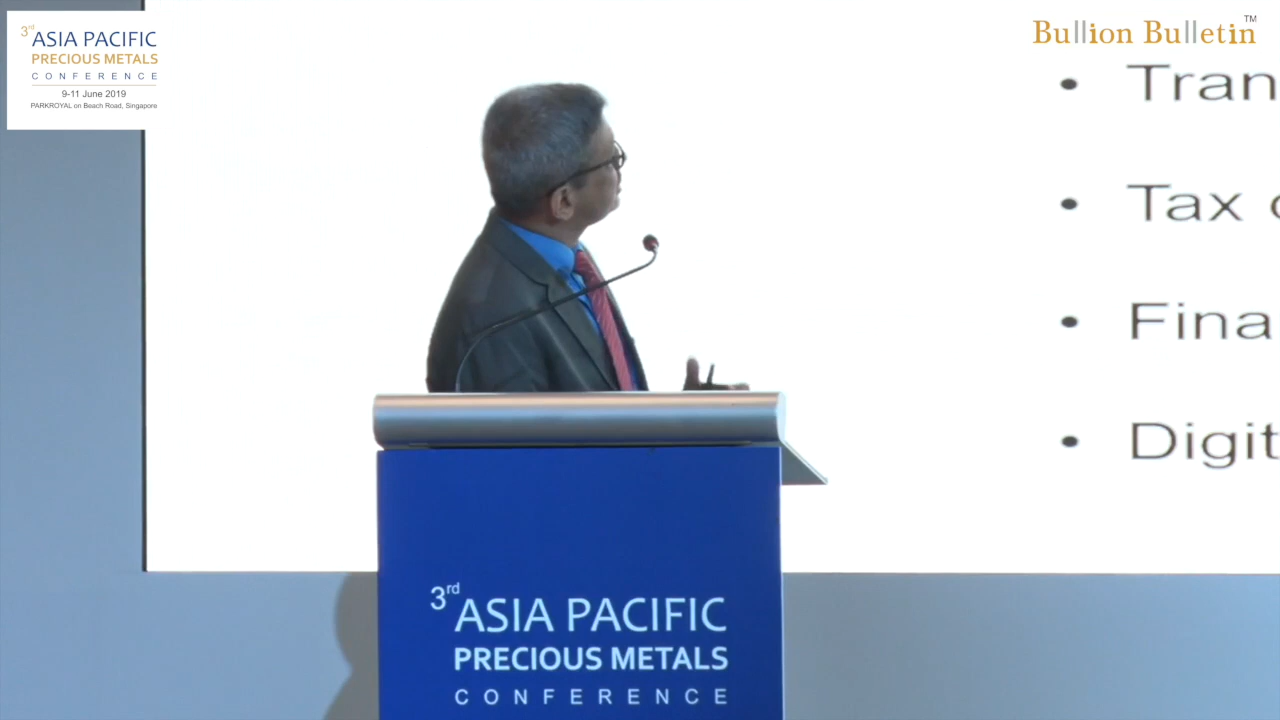 3rd ASIA PACIFIC
PRECIOUS METALS
CONFERENCE
9-11 June 2019
PARKROYAL on Beach Road, Singapore
Bullion Bulletin™
• Tran
• Tax
• Fina
• Digit
3rd ASIA PACIFIC
PRECIOUS METALS
CONFERENCE